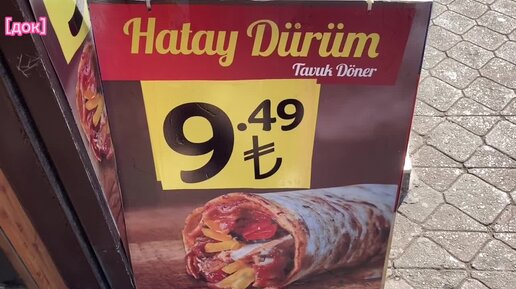 [док]
Hatay Dürüm
Tavuk Döner
9.49
₺